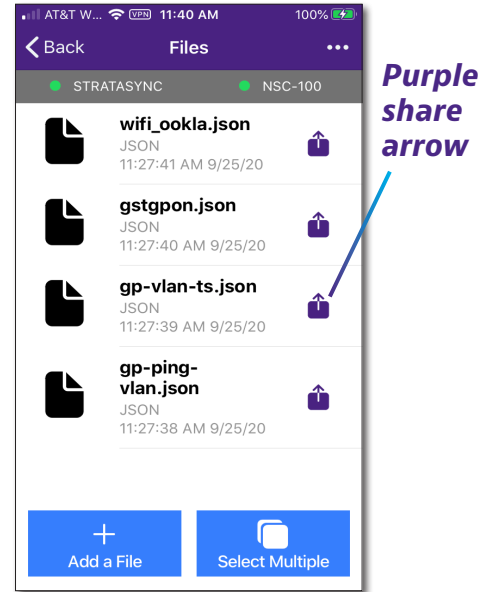 AT&T W... VPN 11:40 AM 100%
Back Files ...
STRATASYNC NSC-100
Purple
share
arrow
wifi_ookla.json
JSON
11:27:41 AM 9/25/20
gstgpon.json
JSON
11:27:40 AM 9/25/20
gp-vlan-ts.json
JSON
11:27:39 AM 9/25/20
gp-ping-
vlan.json
JSON
11:27:38 AM 9/25/20
Add a File Select Multiple